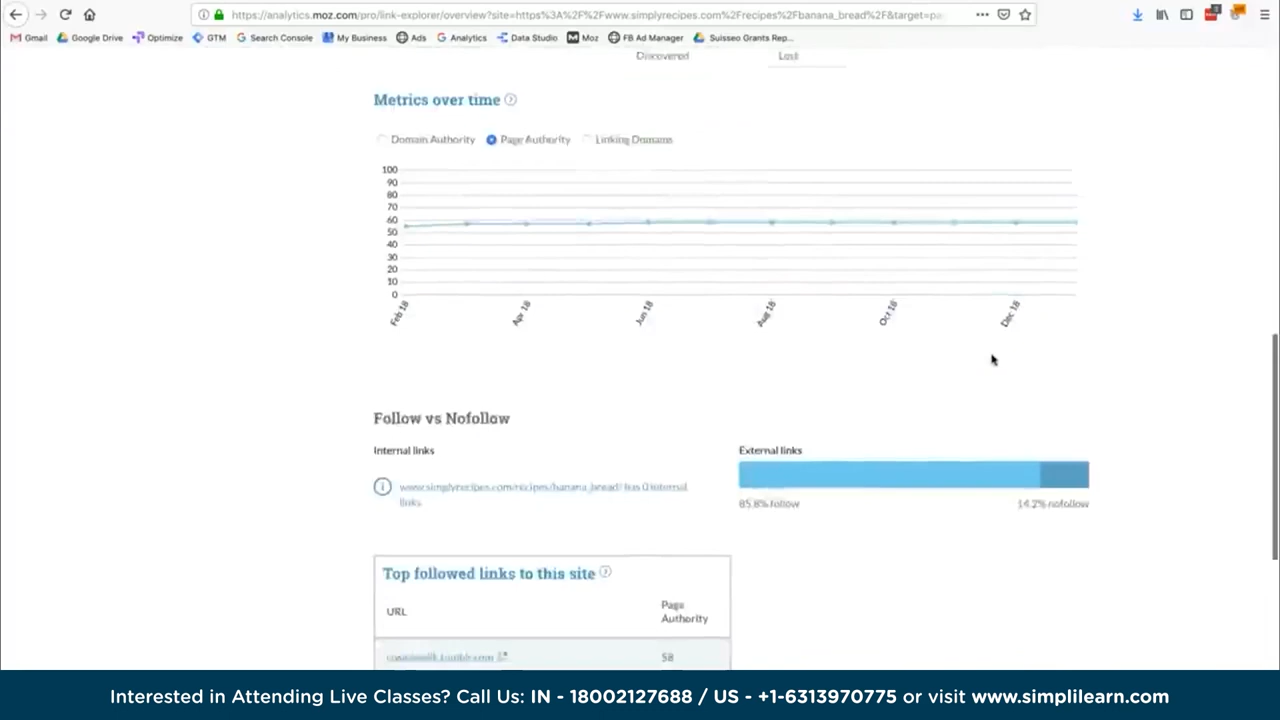 https://analytics.moz.com/pro/link-explorer/overview?site=https%3A%2F%2Fwww.simplyrecipes.com%2Frecipes%2Fbanana_bread%2F&target=pa
Gmail Google Drive Optimize GTM Search Console My Business Ads Analytics Data Studio Moz FB Ad Manager Suisseo Grants Rep...
Discovered Lost
Metrics over time
Domain Authority Page Authority Linking Domains
100
90
80
70
60
50
40
30
20
10
0
Feb 18 Apr 18 Jun 18 Aug 18 Oct 18 Dec 18
Follow vs Nofollow
Internal links External links
www.simplyrecipes.com/recipes/banana_bread/ has 0 internal
links
85.8% follow 14.2% nofollow
Top followed links to this site
URL
Page
Authority
58
Interested in Attending Live Classes? Call Us: IN - 18002127688 / US - +1-6313970775 or visit www.simplilearn.com